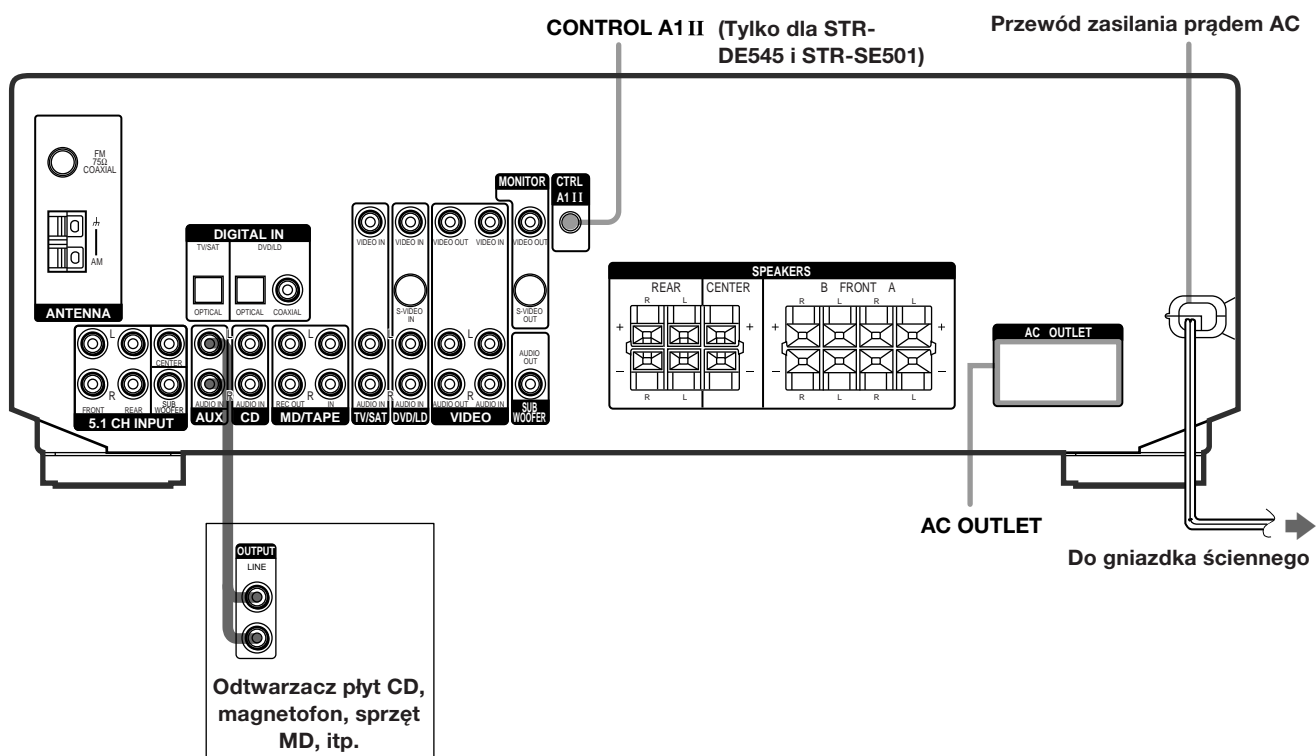 CONTROL A1II (Tylko dla STR-
DE545 i STR-SE501)
Przewód zasilania prądem AC
FM
75Ω
COAXIAL
AM
ANTENNA
DIGITAL IN
TV/SAT DVD/LD
OPTICAL OPTICAL COAXIAL
MONITOR
CTRL
A1II
VIDEO IN VIDEO IN VIDEO OUT VIDEO IN VIDEO OUT
S-VIDEO
IN
S-VIDEO
OUT
AUDIO
OUT
L L L L L
CENTER
R R R R R
FRONT REAR SUB
WOOFER
AUDIO IN AUDIO IN REC OUT IN AUDIO IN AUDIO IN AUDIO OUT AUDIO IN
5.1 CH INPUT AUX CD MD/TAPE TV/SAT DVD/LD VIDEO SUB
WOOFER
SPEAKERS
REAR CENTER B FRONT A
R L R L R L
+ + + +
– – – –
R L R L R L
AC OUTLET
AC OUTLET
Do gniazdka ściennego
OUTPUT
LINE
Odtwarzacz płyt CD,
magnetofon, sprzęt
MD, itp.